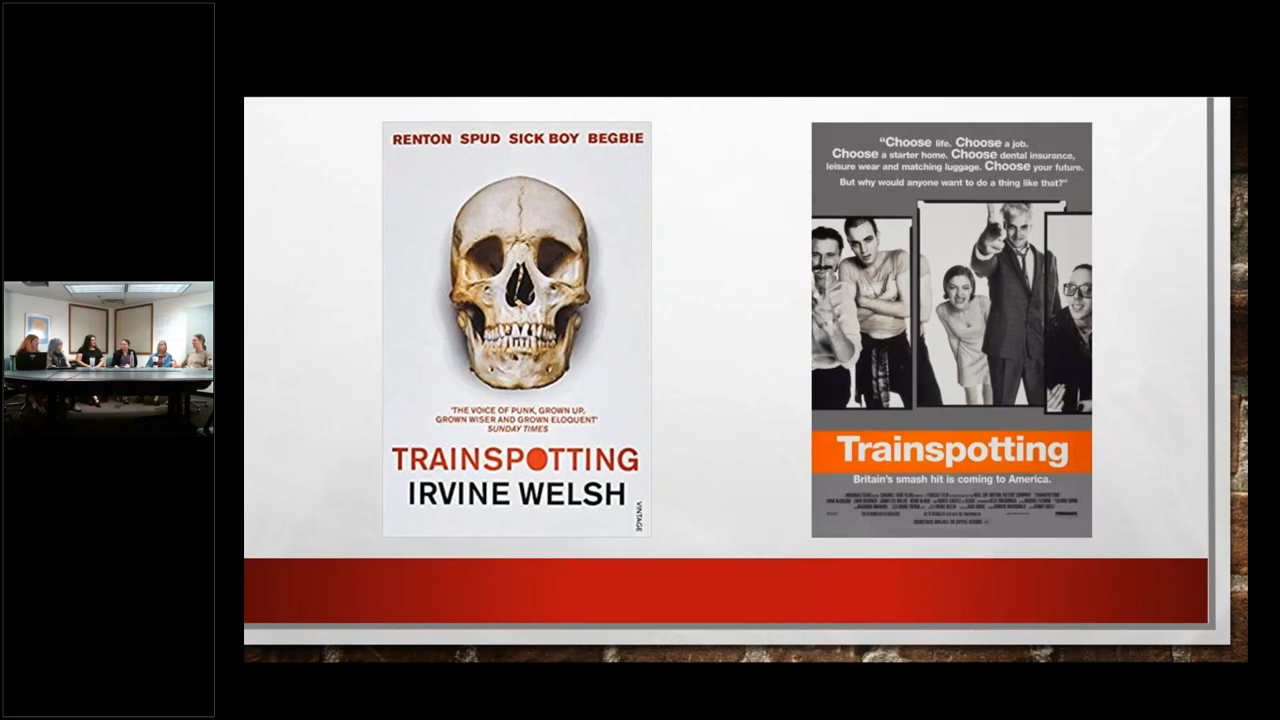 RENTON SPUD SICK BOY BEGBIE
'THE VOICE OF PUNK, GROWN UP,
GROWN WISER AND GROWN ELOQUENT'
SUNDAY TIMES
TRAINSPOTTING
IRVINE WELSH
VINTAGE
“Choose life. Choose a job.
Choose a starter home. Choose dental insurance,
leisure wear and matching luggage. Choose your future.
But why would anyone want to do a thing like that?”
Trainspotting
Britain's smash hit is coming to America.